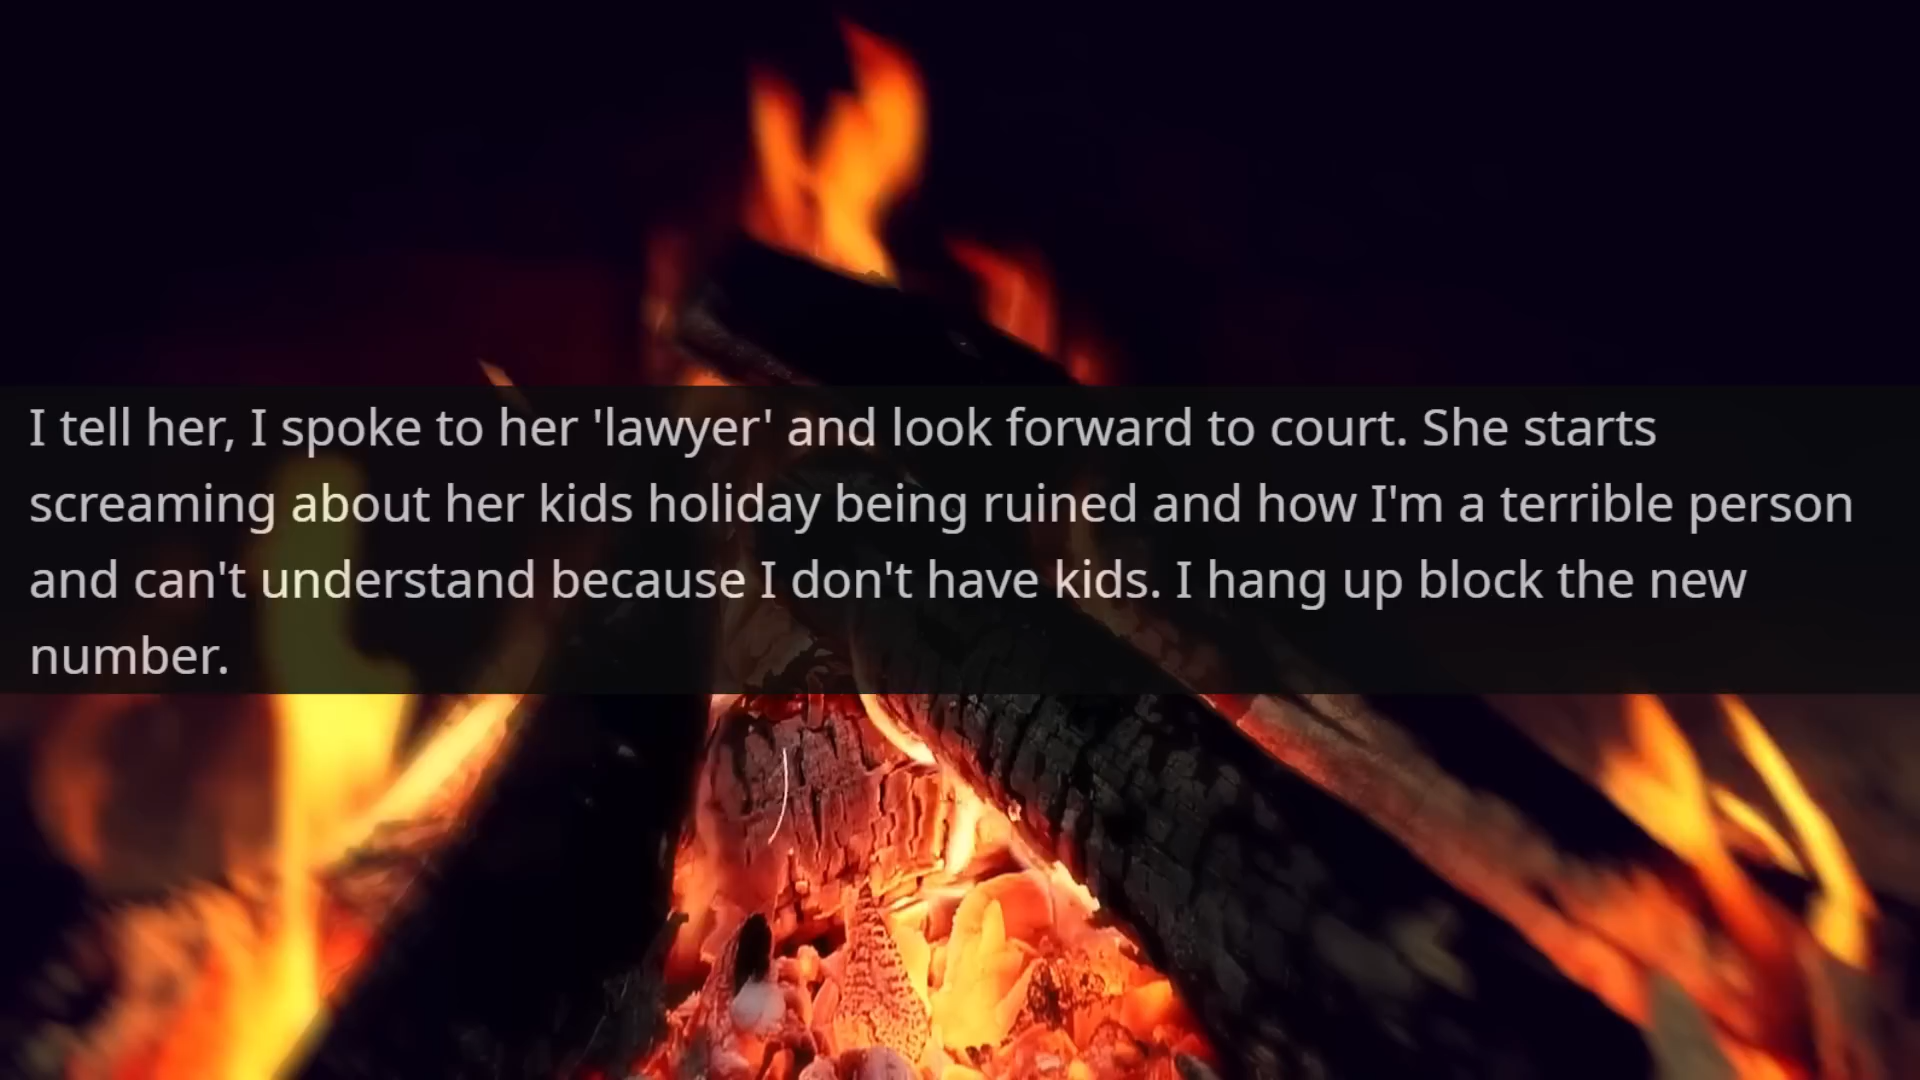 I tell her, I spoke to her 'lawyer' and look forward to court. She starts
screaming about her kids holiday being ruined and how I'm a terrible person
and can't understand because I don't have kids. I hang up block the new
number.